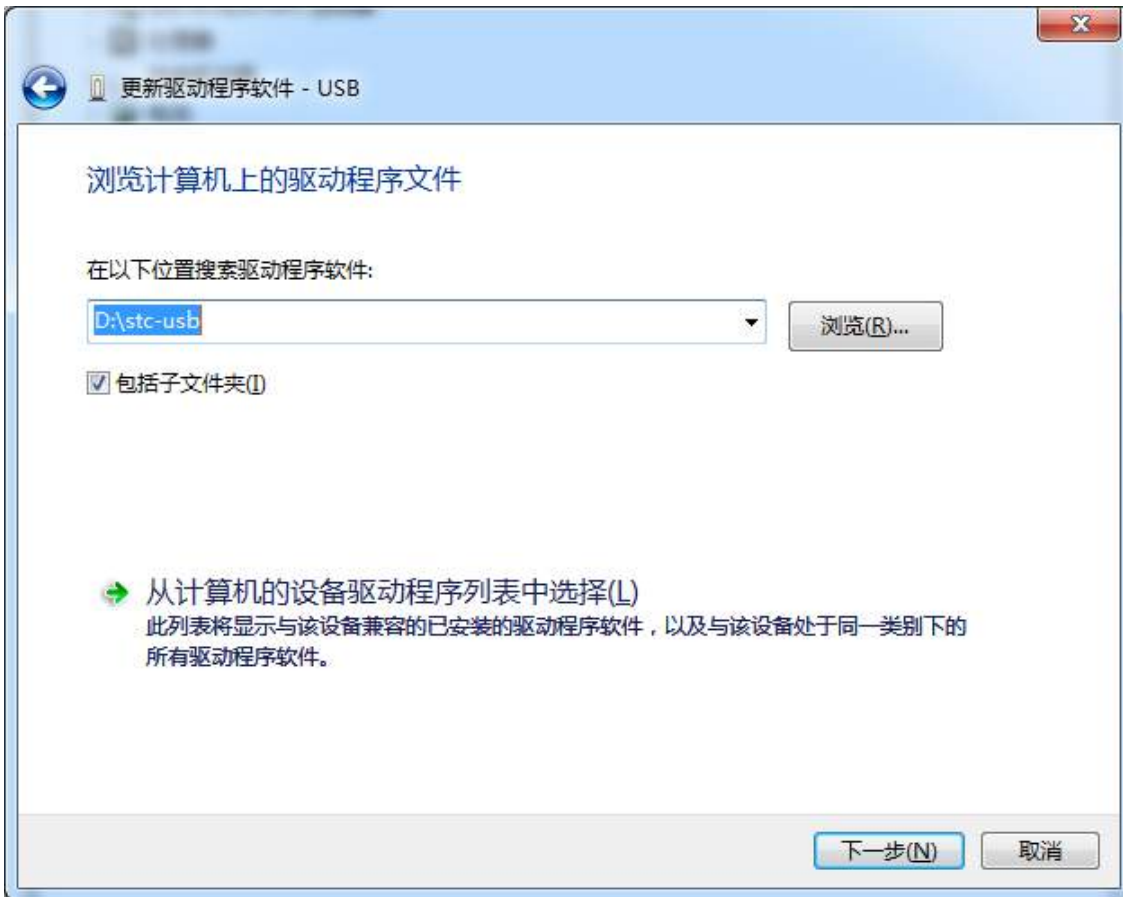 更新驱动程序软件 - USB
浏览计算机上的驱动程序文件
在以下位置搜索驱动程序软件:
D:\stc-usb
浏览(R)...
包括子文件夹(I)
从计算机的设备驱动程序列表中选择(L)
此列表将显示与该设备兼容的已安装的驱动程序软件，以及与该设备处于同一类别下的
所有驱动程序软件。
下一步(N)
取消